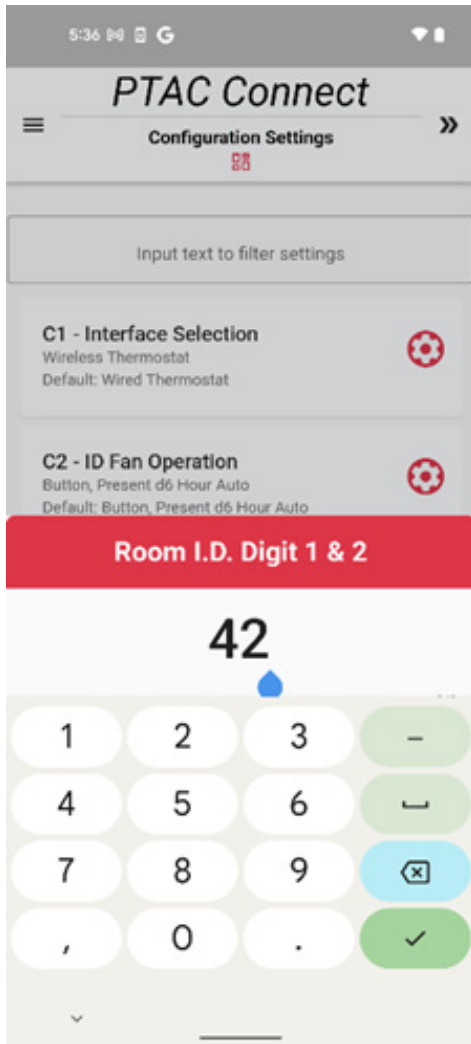 5:36
PTAC Connect
Configuration Settings
Input text to filter settings
C1 - Interface Selection
Wireless Thermostat
Default: Wired Thermostat
C2 - ID Fan Operation
Button, Present d6 Hour Auto
Default: Button, Present d6 Hour Auto
Room I.D. Digit 1 & 2
42
1 2 3 –
4 5 6
7 8 9
, 0 .